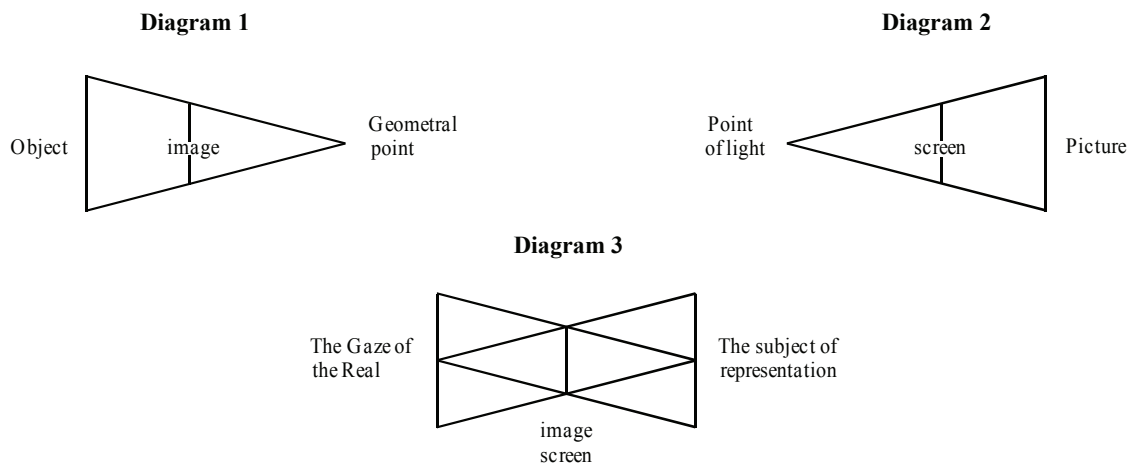 Diagram 1
Diagram 2
Object
image
Geometral
point
Point
of light
screen
Picture
Diagram 3
The Gaze of
the Real
The subject of
representation
image
screen